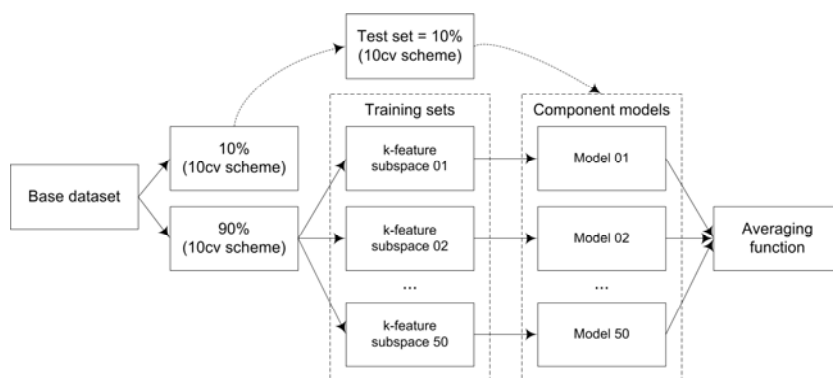 Test set = 10%
(10cv scheme)
Training sets
Component models
10%
(10cv scheme)
k-feature
subspace 01
Model 01
Base dataset
90%
(10cv scheme)
k-feature
subspace 02
Model 02
Averaging
function
...
...
k-feature
subspace 50
Model 50